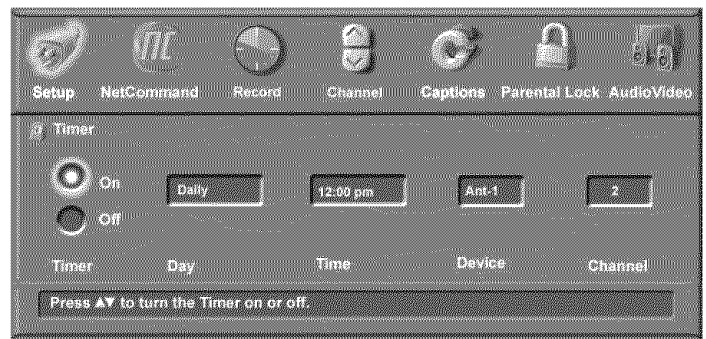 NC
Setup NetCommand Record Channel Captions Parental Lock AudioVideo
Timer
On
Daily 12:00 pm Ant-1 2
Off
Timer Day Time Device Channel
Press ▲▼ to turn the Timer on or off.